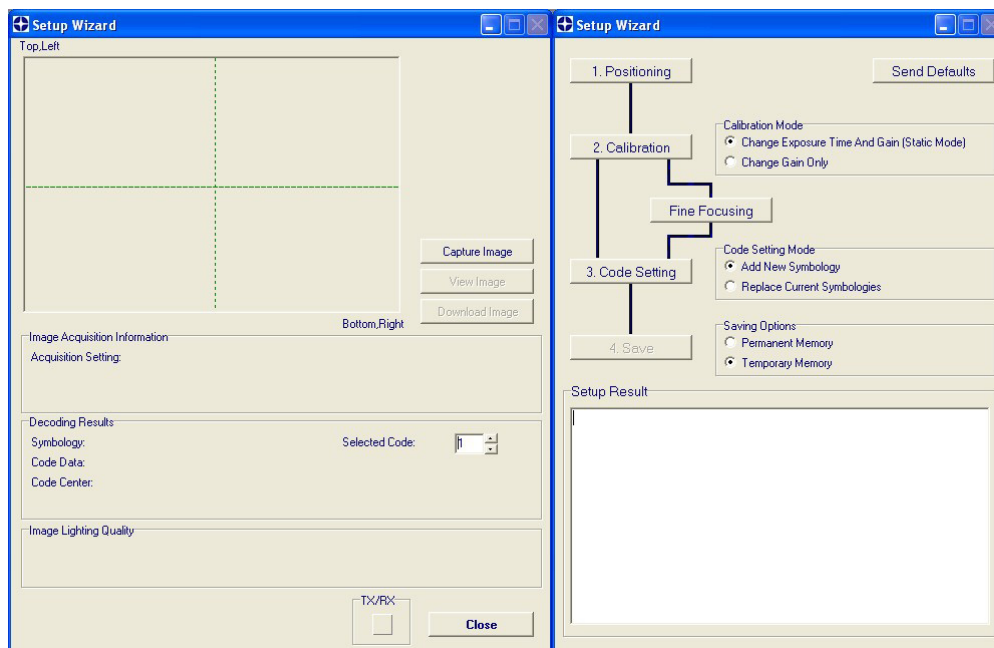 Setup Wizard
Top,Left
Capture Image
View Image
Download Image
Bottom,Right
Image Acquisition Information
Acquisition Setting:
Decoding Results
Symbology:
Selected Code: 1
Code Data:
Code Center:
Image Lighting Quality
TX/RX
Close
Setup Wizard
1. Positioning
Send Defaults
2. Calibration
Calibration Mode
Change Exposure Time And Gain (Static Mode)
Change Gain Only
Fine Focusing
3. Code Setting
Code Setting Mode
Add New Symbology
Replace Current Symbologies
4. Save
Saving Options
Permanent Memory
Temporary Memory
Setup Result